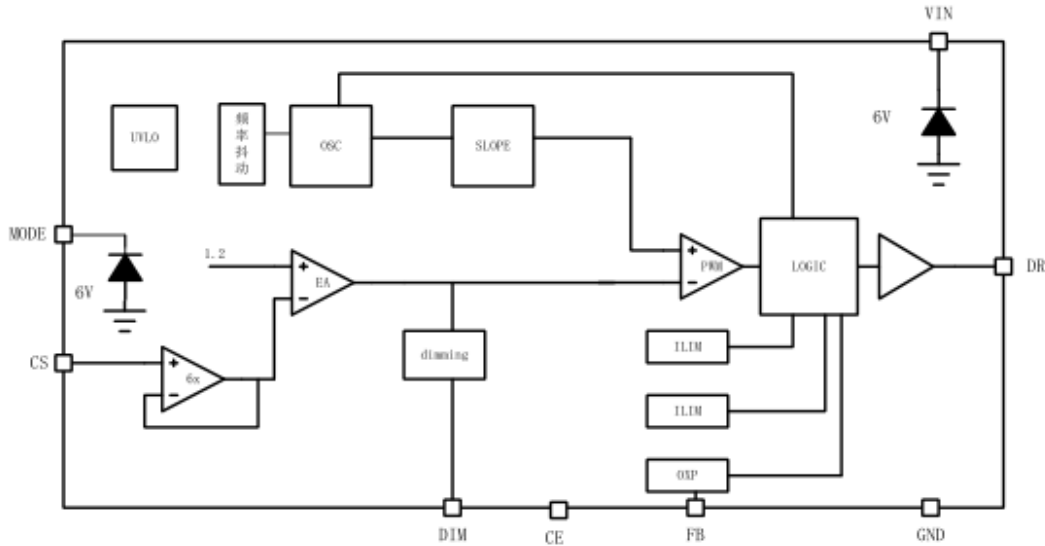 VIN
6V
UVLO
频率抖动
OSC
SLOPE
MODE
6V
1.2
+
EA
−
+
PWM
−
LOGIC
DR
CS
+
6x
−
dimming
ILIM
ILIM
OXP
DIM
CE
FB
GND